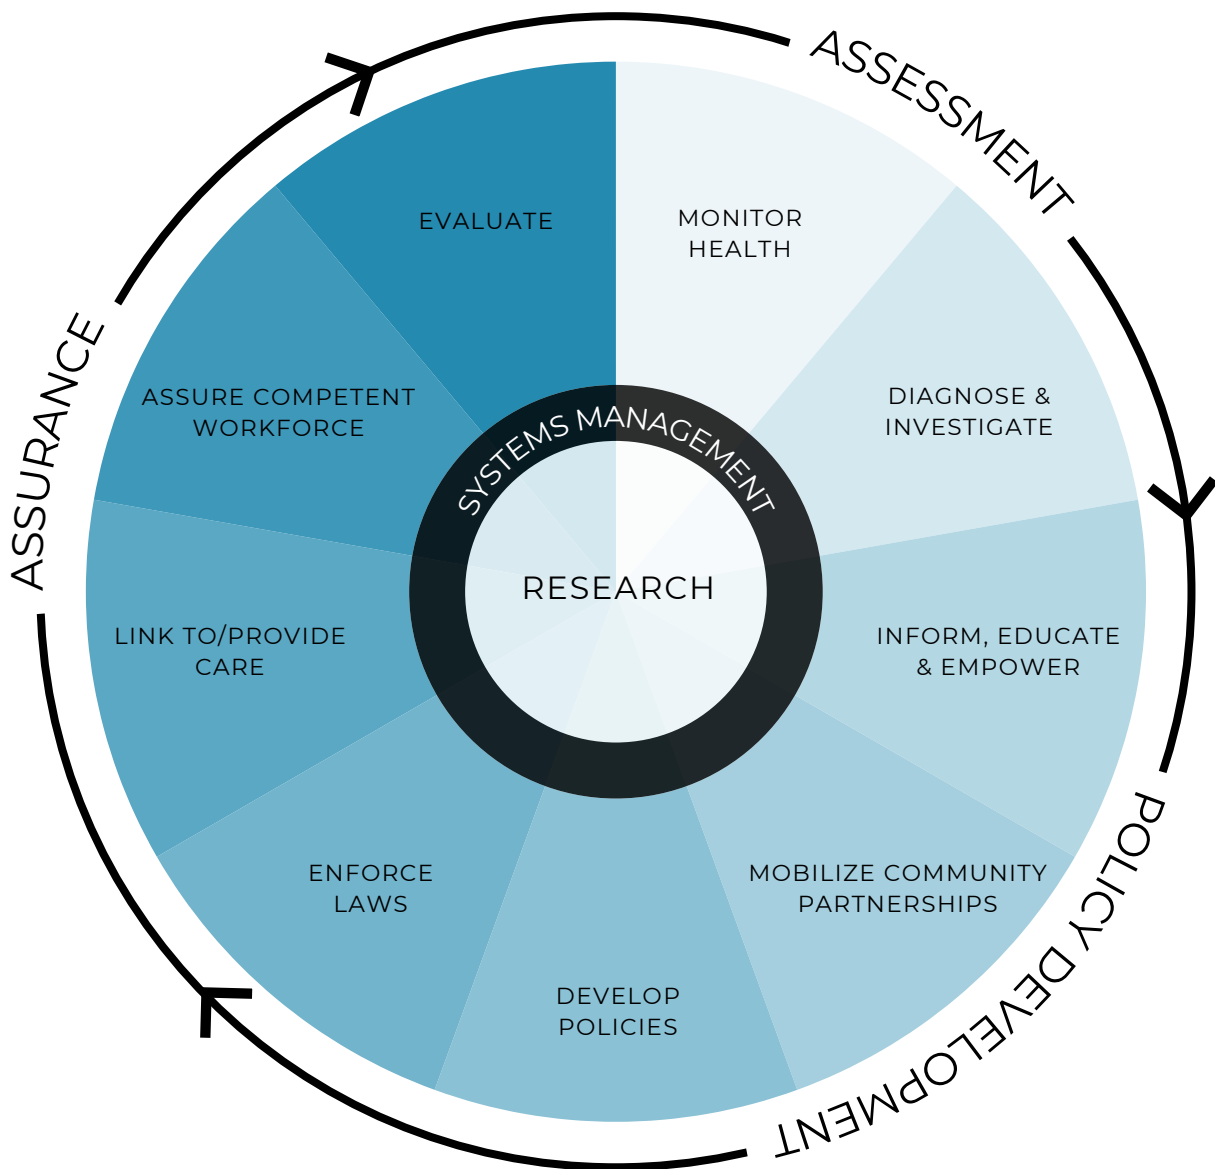 ASSESSMENT
POLICY DEVELOPMENT
ASSURANCE
MONITOR
HEALTH
DIAGNOSE &
INVESTIGATE
INFORM, EDUCATE
& EMPOWER
MOBILIZE COMMUNITY
PARTNERSHIPS
DEVELOP
POLICIES
ENFORCE
LAWS
LINK TO/PROVIDE
CARE
ASSURE COMPETENT
WORKFORCE
EVALUATE
SYSTEMS MANAGEMENT
RESEARCH